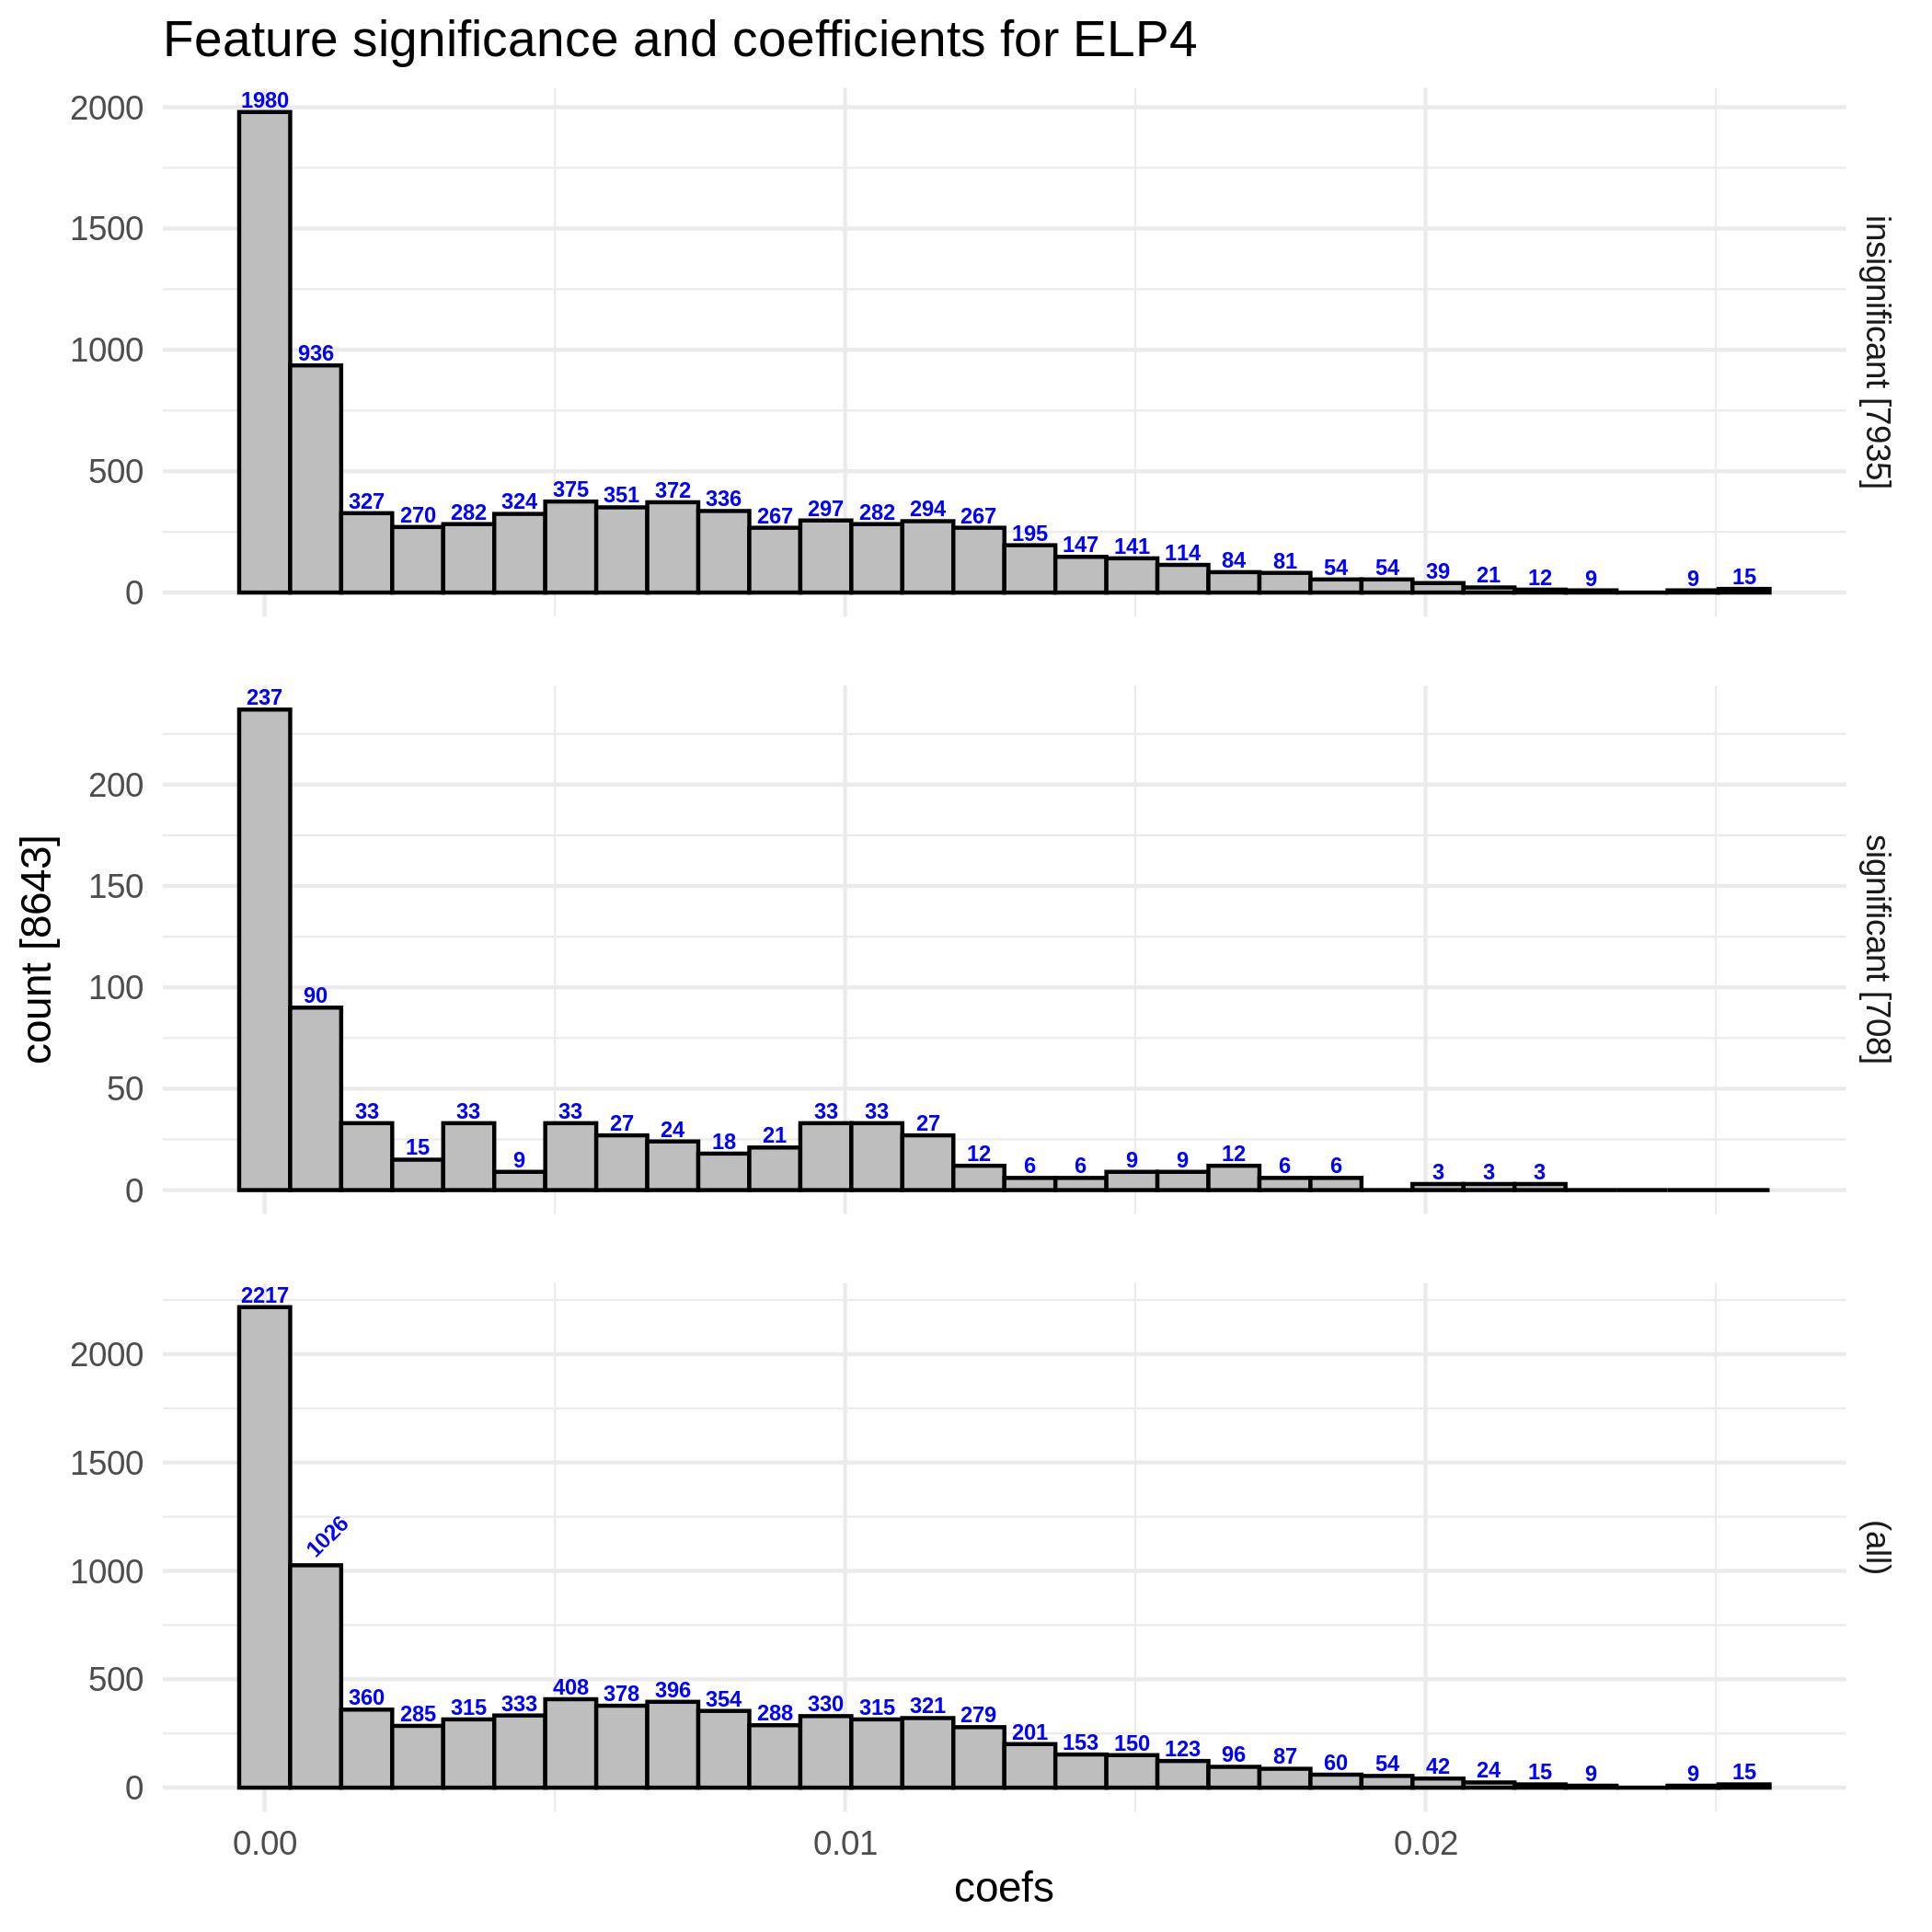 Feature significance and coefficients for ELP4
count [8643]
2000
1500
1000
500
0
1980
936
327 270 282 324 375 351 372 336 267 297 282 294 267 195 147 141 114 84 81 54 54 39 21 12 9 9 15
insignificant [7935]
200
150
100
50
0
237
90
33 15 33 9 33 27 24 18 21 33 33 27 12 6 6 9 9 12 6 6 3 3 3
significant [708]
2000
1500
1000
500
0
2217
1026
360 285 315 333 408 378 396 354 288 330 315 321 279 201 153 150 123 96 87 60 54 42 24 15 9 9 15
(all)
0.00 0.01 0.02
coefs